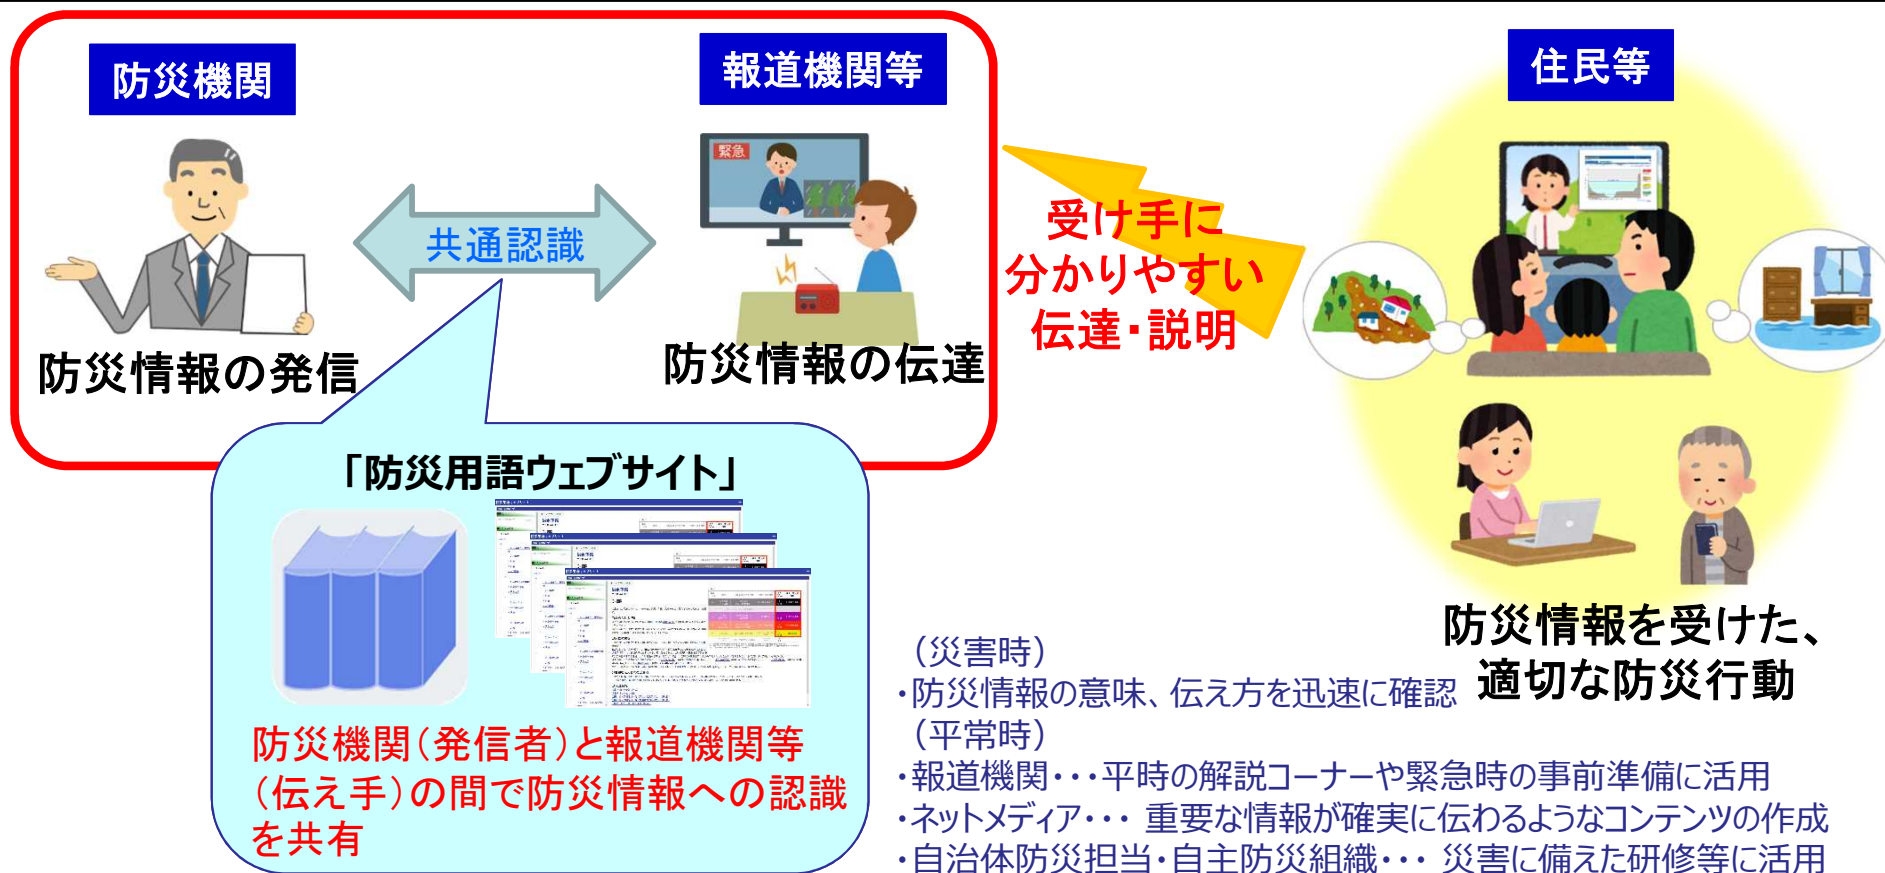 防災機関
報道機関等
住民等
緊急
共通認識
受け手に
分かりやすい
伝達・説明
防災情報の発信
防災情報の伝達
「防災用語ウェブサイト」
防災機関（発信者）と報道機関等
（伝え手）の間で防災情報への認識
を共有
防災情報を受けた、
適切な防災行動
（災害時）
・防災情報の意味、伝え方を迅速に確認
（平常時）
・報道機関・・・平時の解説コーナーや緊急時の事前準備に活用
・ネットメディア・・・ 重要な情報が確実に伝わるようなコンテンツの作成
・自治体防災担当・自主防災組織・・・ 災害に備えた研修等に活用